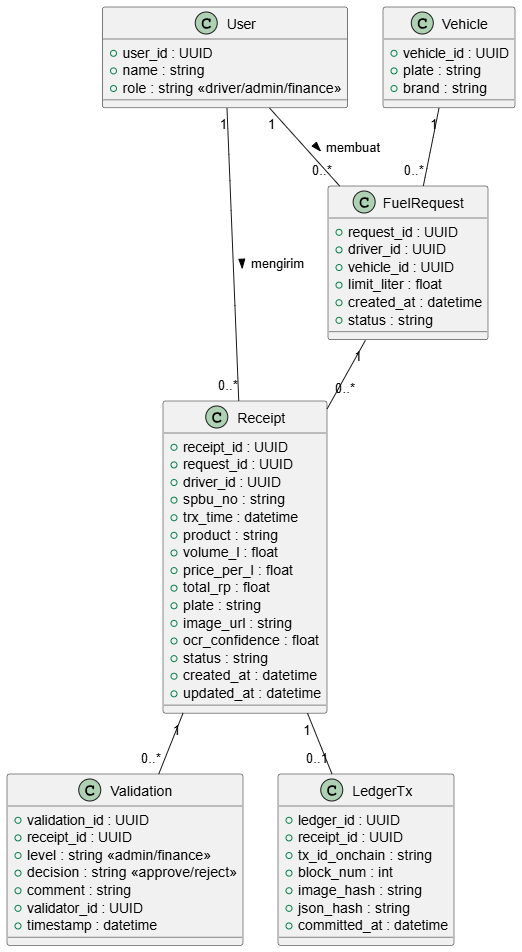 C User
user_id : UUID
name : string
role : string «driver/admin/finance»
C Vehicle
vehicle_id : UUID
plate : string
brand : string
1
1
1
membuat
0..*
0..*
C FuelRequest
request_id : UUID
driver_id : UUID
vehicle_id : UUID
limit_liter : float
created_at : datetime
status : string
mengirim
1
0..*
0..*
C Receipt
receipt_id : UUID
request_id : UUID
driver_id : UUID
spbu_no : string
trx_time : datetime
product : string
volume_l : float
price_per_l : float
total_rp : float
plate : string
image_url : string
ocr_confidence : float
status : string
created_at : datetime
updated_at : datetime
1
1
0..*
0..1
C Validation
validation_id : UUID
receipt_id : UUID
level : string «admin/finance»
decision : string «approve/reject»
comment : string
validator_id : UUID
timestamp : datetime
C LedgerTx
ledger_id : UUID
receipt_id : UUID
tx_id_onchain : string
block_num : int
image_hash : string
json_hash : string
committed_at : datetime